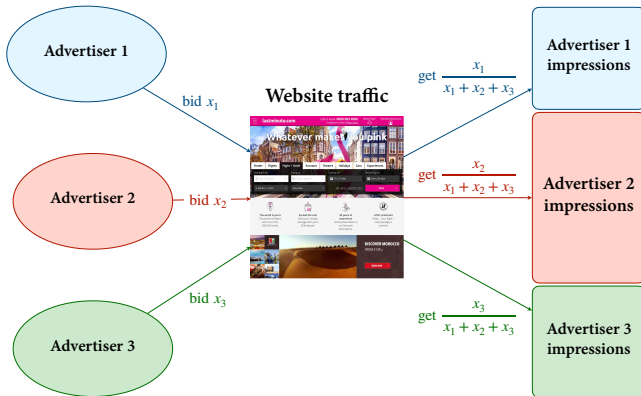 Advertiser 1
bid x₁
Advertiser 2
bid x₂
Advertiser 3
bid x₃
Website traffic
lastminute.com
Whatever makes you pink
DISCOVER MOROCCO
get x₁ / (x₁ + x₂ + x₃)
get x₂ / (x₁ + x₂ + x₃)
get x₃ / (x₁ + x₂ + x₃)
Advertiser 1
impressions
Advertiser 2
impressions
Advertiser 3
impressions